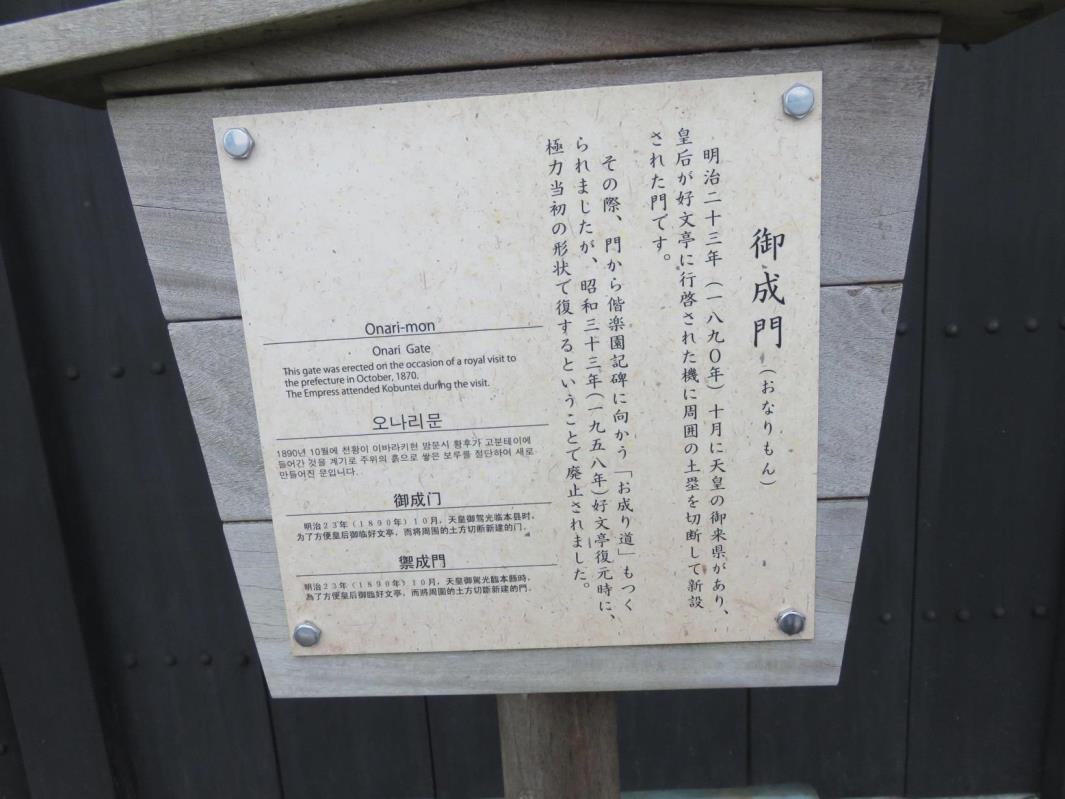 御成門(おなりもん)
明治二十三年(一八九〇年)十月に天皇の御来県があり、
皇后が好文亭に行啓された機に周囲の土塁を切断して新設
された門です。
その際、門から偕楽園記碑に向かう「お成り道」もつく
られましたが、昭和三十三年(一九五八年)好文亭復元時に、
極力当初の形状で復するということで廃止されました。
Onari-mon
Onari Gate
This gate was erected on the occasion of a royal visit to
the prefecture in October, 1870.
The Empress attended Kobuntei during the visit.
오나리문
1890년 10월에 천황이 이바라키현 방문시 황후가 고분테이에
들어간 것을 계기로 주위의 흙으로 쌓은 보루를 절단하여 새로
만들어진 문입니다.
御成门
明治23年(1890年)10月,天皇御驾光临本县时,
为了方便皇后御临好文亭,而将周围的土方切断新建的门。
禦成門
明治23年(1890年)10月,天皇御駕光臨本縣時,
為了方便皇后御臨好文亭,而將周圍的土方切斷新建的門。